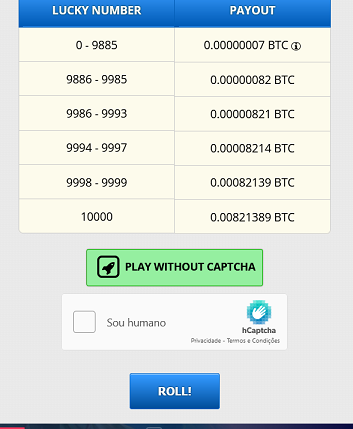 LUCKY NUMBER PAYOUT
0 - 9885 0.00000007 BTC
9886 - 9985 0.00000082 BTC
9986 - 9993 0.00000821 BTC
9994 - 9997 0.00008214 BTC
9998 - 9999 0.00082139 BTC
10000 0.00821389 BTC
PLAY WITHOUT CAPTCHA
Sou humano
hCaptcha
Privacidade - Termos e Condições
ROLL!